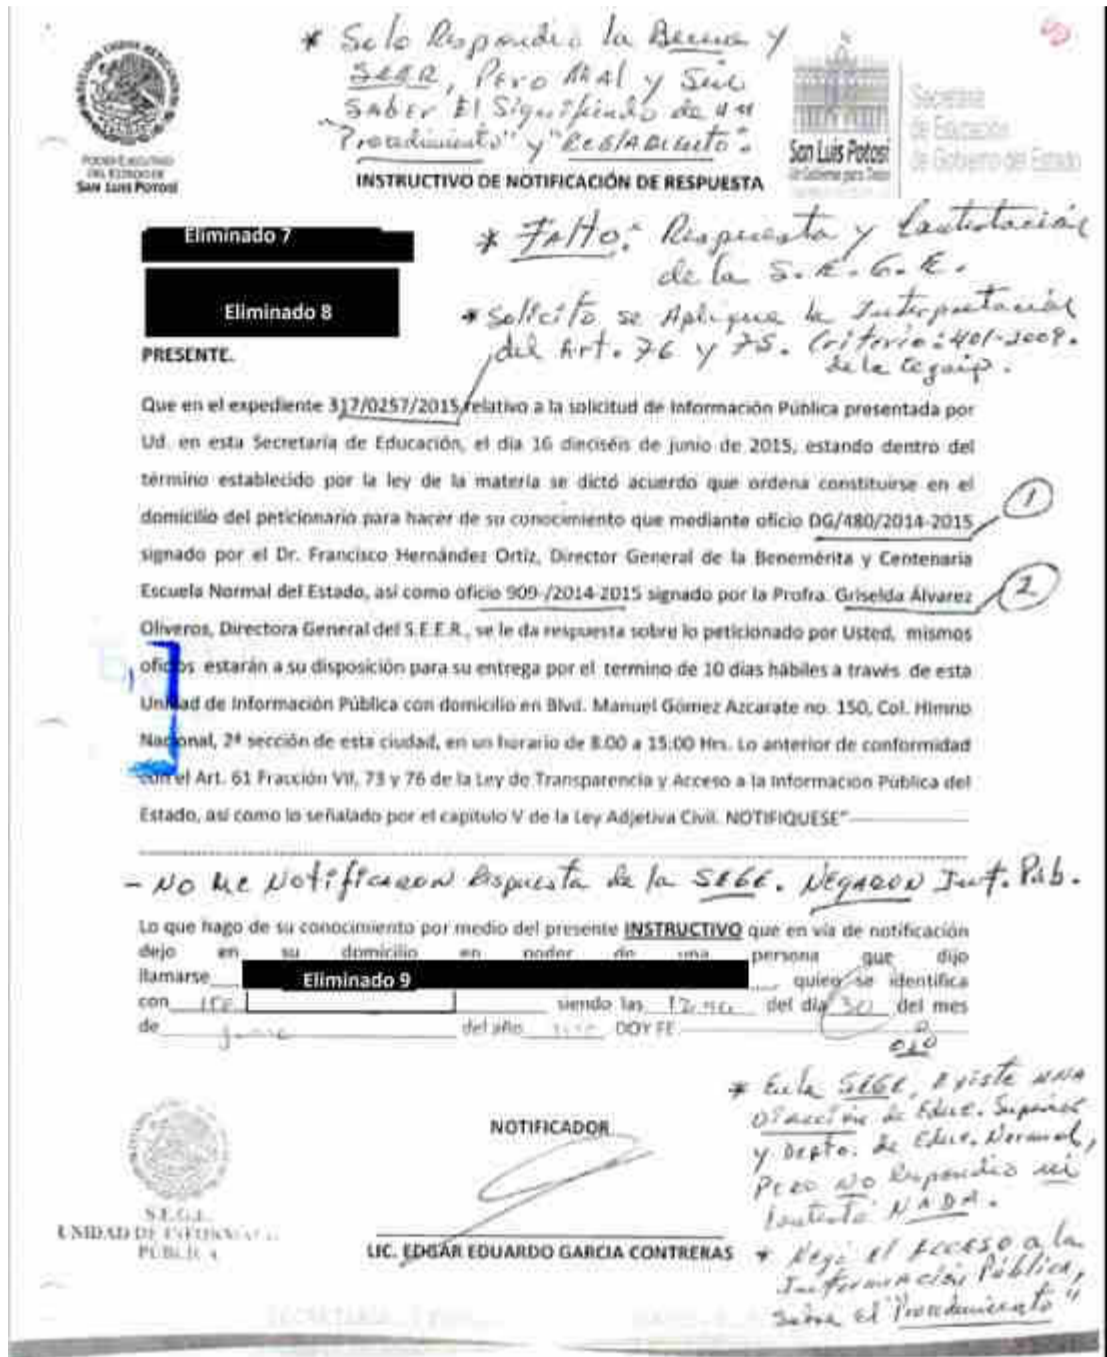 * Solo Respondio la Becene y
SEER, Pero MAl y Sin
SABER El Significado de un
"Procedimiento" y "REGLAMENTO".
PODER EJECUTIVO
DEL ESTADO DE
SAN LUIS POTOSÍ
San Luis Potosí
Un Gobierno para Todos
Secretaría
de Educación
de Gobierno del Estado
INSTRUCTIVO DE NOTIFICACIÓN DE RESPUESTA
Eliminado 7
* FAltó: Respuesta y Contestación
de la S.E.G.E.
Eliminado 8
* Solicito se Aplique la Interpretación
del Art. 76 y 75. Criterio: 401-2009.
de la Cegaip.
PRESENTE.
Que en el expediente 317/0257/2015 relativo a la solicitud de Información Pública presentada por
Ud. en esta Secretaría de Educación, el día 16 dieciséis de junio de 2015, estando dentro del
término establecido por la ley de la materia se dictó acuerdo que ordena constituirse en el
domicilio del peticionario para hacer de su conocimiento que mediante oficio DG/480/2014-2015
1
signado por el Dr. Francisco Hernández Ortiz, Director General de la Benemérita y Centenaria
Escuela Normal del Estado, así como oficio 909-/2014-2015 signado por la Profra. Griselda Álvarez
2
Oliveros, Directora General del S.E.E.R., se le da respuesta sobre lo peticionado por Usted, mismos
oficios estarán a su disposición para su entrega por el termino de 10 días hábiles a través de esta
Unidad de Información Pública con domicilio en Blvd. Manuel Gómez Azcarate no. 150, Col. Himno
Nacional, 2ª sección de esta ciudad, en un horario de 8:00 a 15:00 Hrs. Lo anterior de conformidad
con el Art. 61 Fracción VII, 73 y 76 de la Ley de Transparencia y Acceso a la Información Pública del
Estado, así como lo señalado por el capítulo V de la Ley Adjetiva Civil. NOTIFIQUESE"
- NO ME NotificARON Respuesta de la SEGE. NEGARON Inf. Púb.
Lo que hago de su conocimiento por medio del presente INSTRUCTIVO que en vía de notificación
dejo en su domicilio en poder de una persona que dijo
llamarse Eliminado 9 quien se identifica
con IFE siendo las del día 30 del mes
de del año DOY FE
* En la SEGE, Existe UNA
Dirección de Educ. Superior
y Depto. de Educ. Normal,
PERO NO Respondió ni
Contestó NADA.
NOTIFICADOR
S.E.G.E.
UNIDAD DE INFORMACIÓN
PÚBLICA
LIC. EDGAR EDUARDO GARCIA CONTRERAS
* Negó el Acceso a la
Información Pública,
sobre el "Procedimiento"